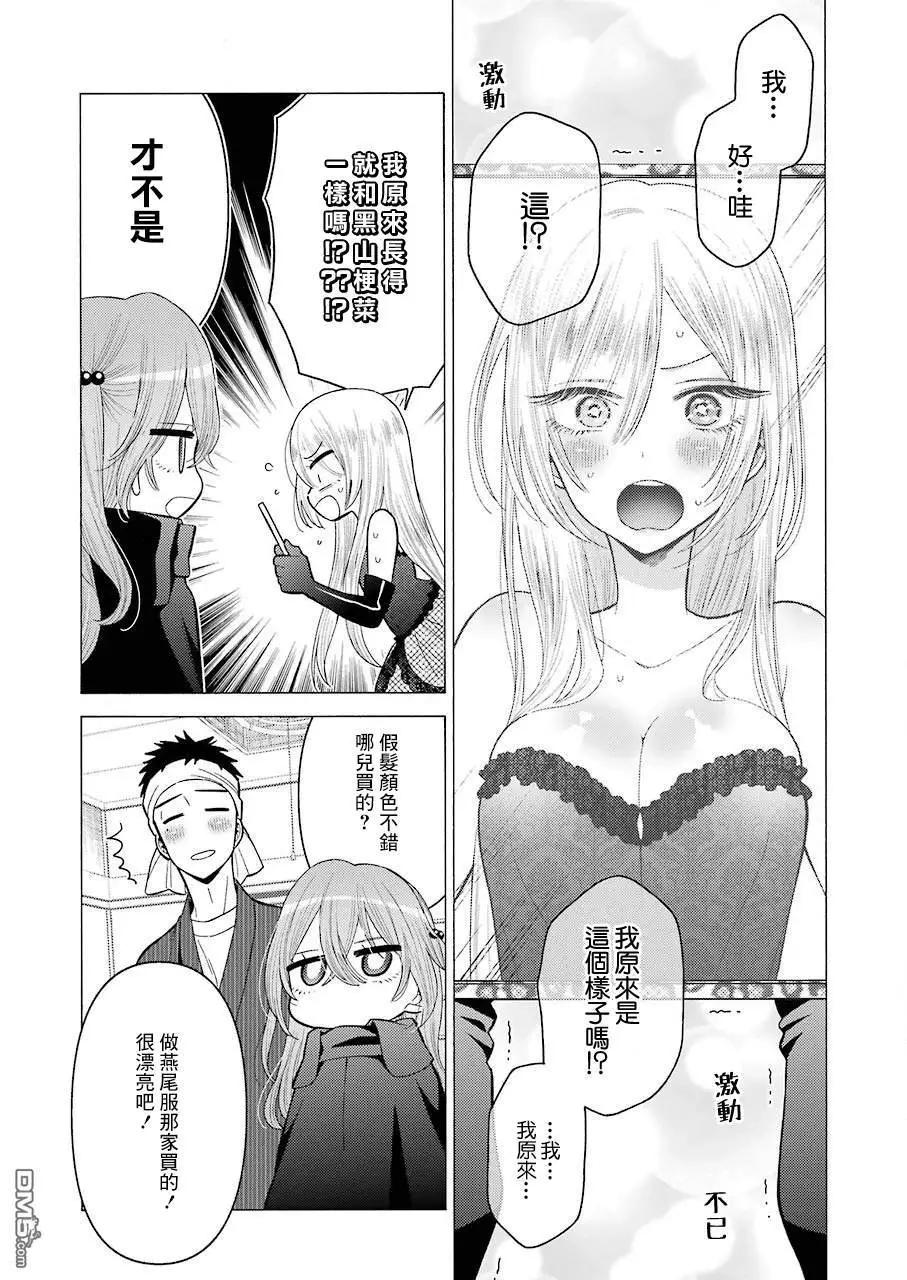 我…
好…哇
激動
這!?
我原來是
這個樣子嗎!?
…我…
我原來…
激動
不已
我原來長得
就和黑山梗菜
一樣嗎!???!?
才不是
假髮顏色不錯
哪兒買的？
做燕尾服那家買的！
很漂亮吧！
DM5.com